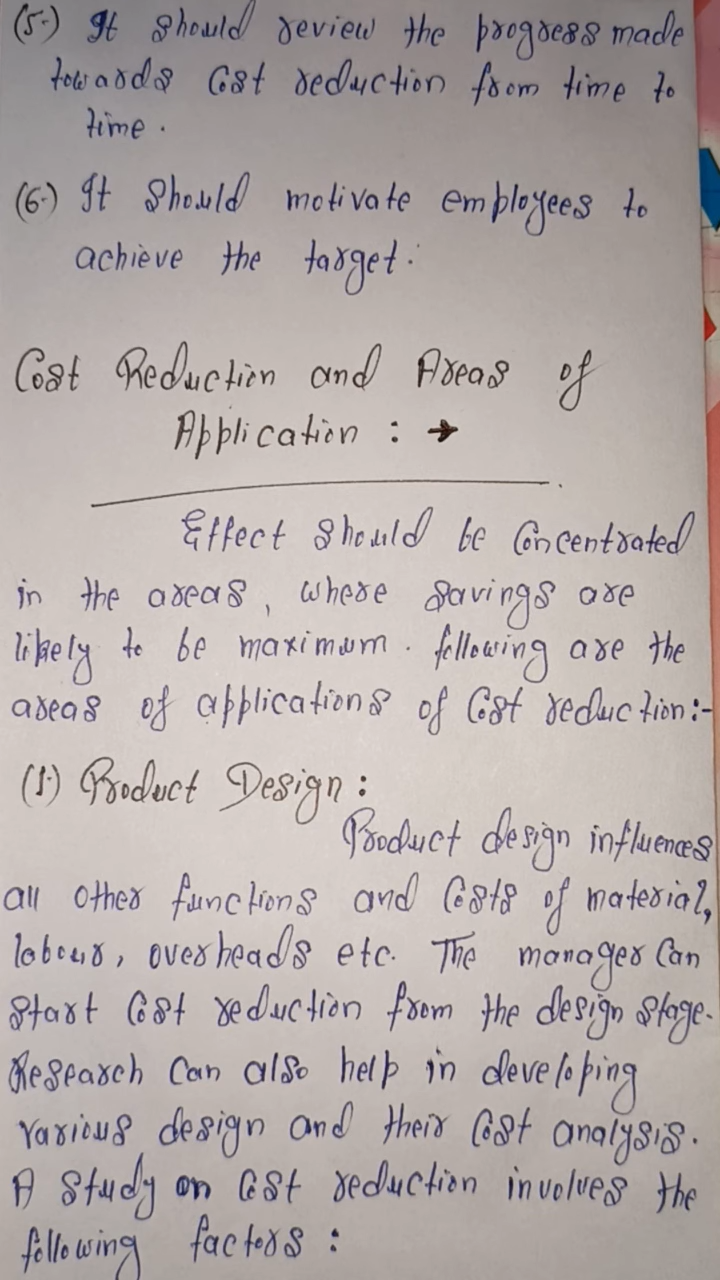 (5.) It should review the progress made
towards Cost reduction from time to
time.
(6.) It should motivate employees to
achieve the target.
Cost Reduction and Areas of
Application : →
Effect should be Concentrated
in the areas, where savings are
likely to be maximum. following are the
areas of applications of Cost reduction:-
(1.) Product Design:
Product design influences
all other functions and Costs of material,
labour, overheads etc. The manager Can
start Cost reduction from the design stage.
Research Can also help in developing
various design and their Cost analysis.
A study on Cost reduction involves the
following factors: